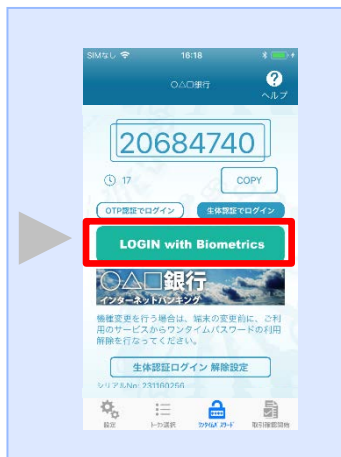 SIMなし 16:18
○△□銀行
?
ヘルプ
20684740
17 COPY
OTP認証でログイン 生体認証でログイン
LOGIN with Biometrics
○△□銀行
インターネットバンキング
機種変更を行う場合は、端末の変更前に、ご利
用のサービスからワンタイムパスワードの利用
解除を行なってください。
生体認証ログイン 解除設定
シリアルNo: 231100256
設定 トークン選択 ワンタイムパスワード 取引確認開始